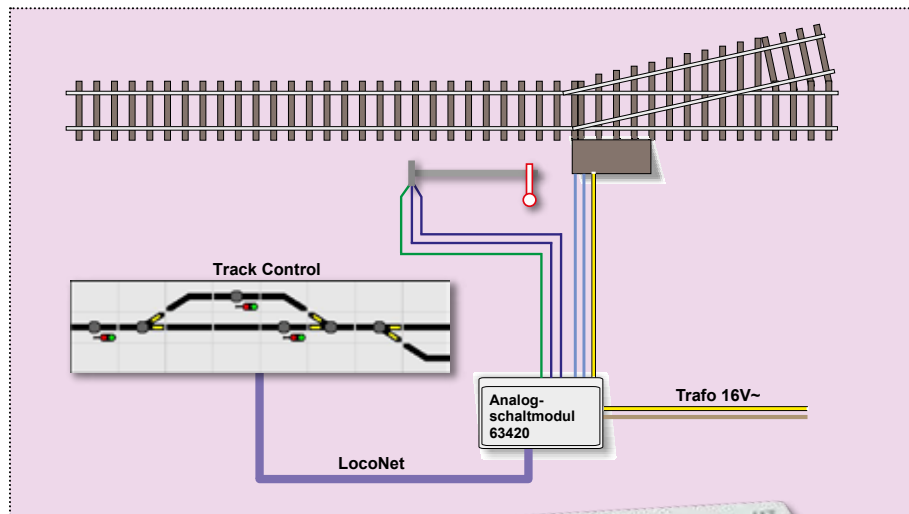 Track Control
Analog-
schaltmodul
63420
Trafo 16V~
LocoNet